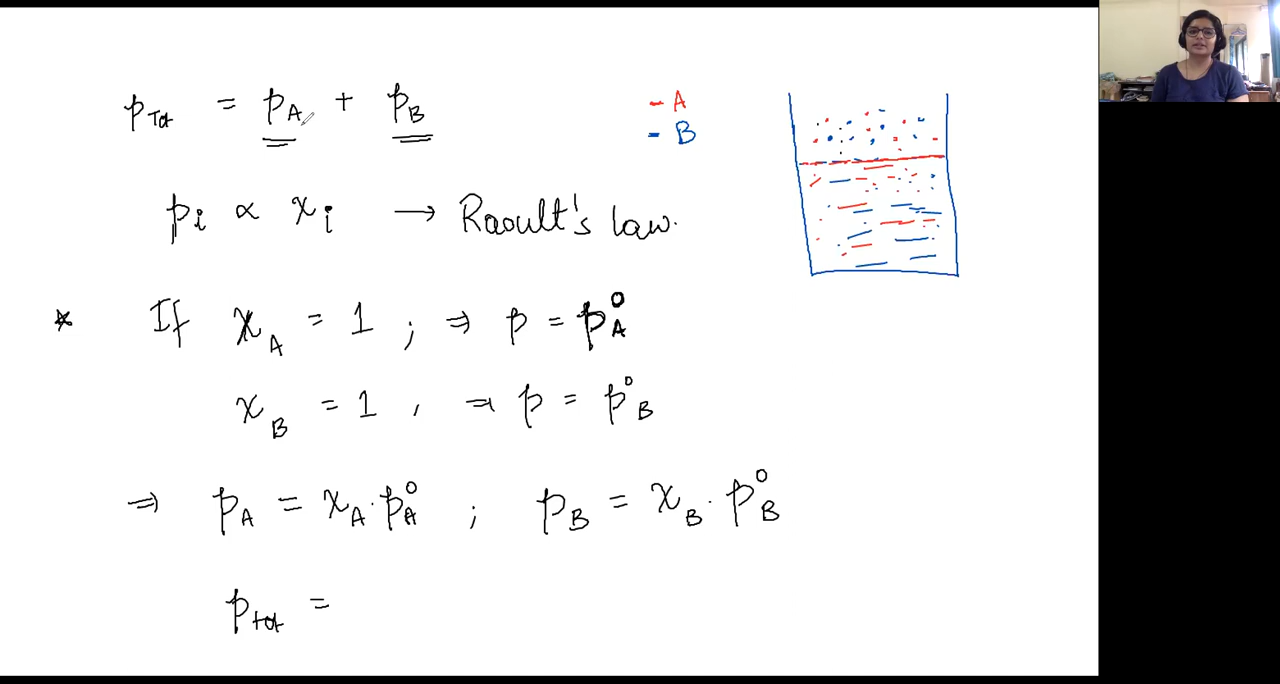 p_Tot = p_A + p_B
- A
- B
p_i ∝ x_i → Raoult's law.
* If x_A = 1 ; ⇒ p = p°_A
x_B = 1 , ⇒ p = p°_B
⇒ p_A = x_A . p°_A ; p_B = x_B . p°_B
p_tot =